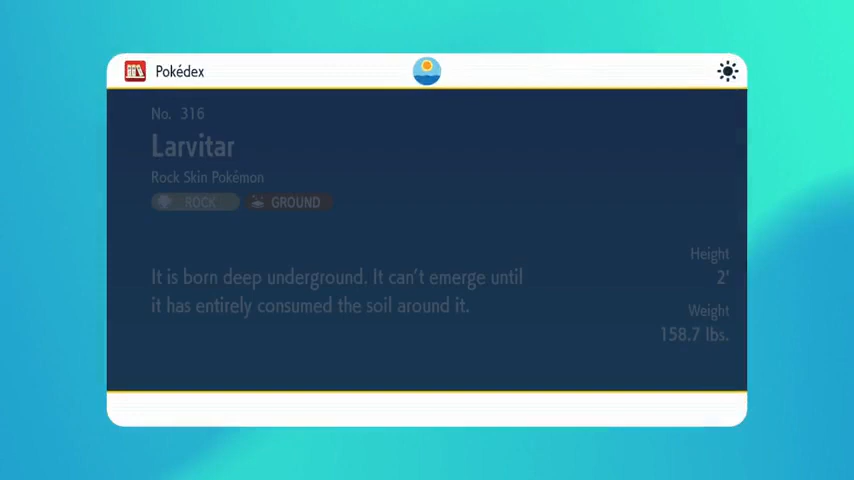 Pokédex
No. 316
Larvitar
Rock Skin Pokémon
ROCK GROUND
It is born deep underground. It can't emerge until
it has entirely consumed the soil around it.
Height
2'
Weight
158.7 lbs.